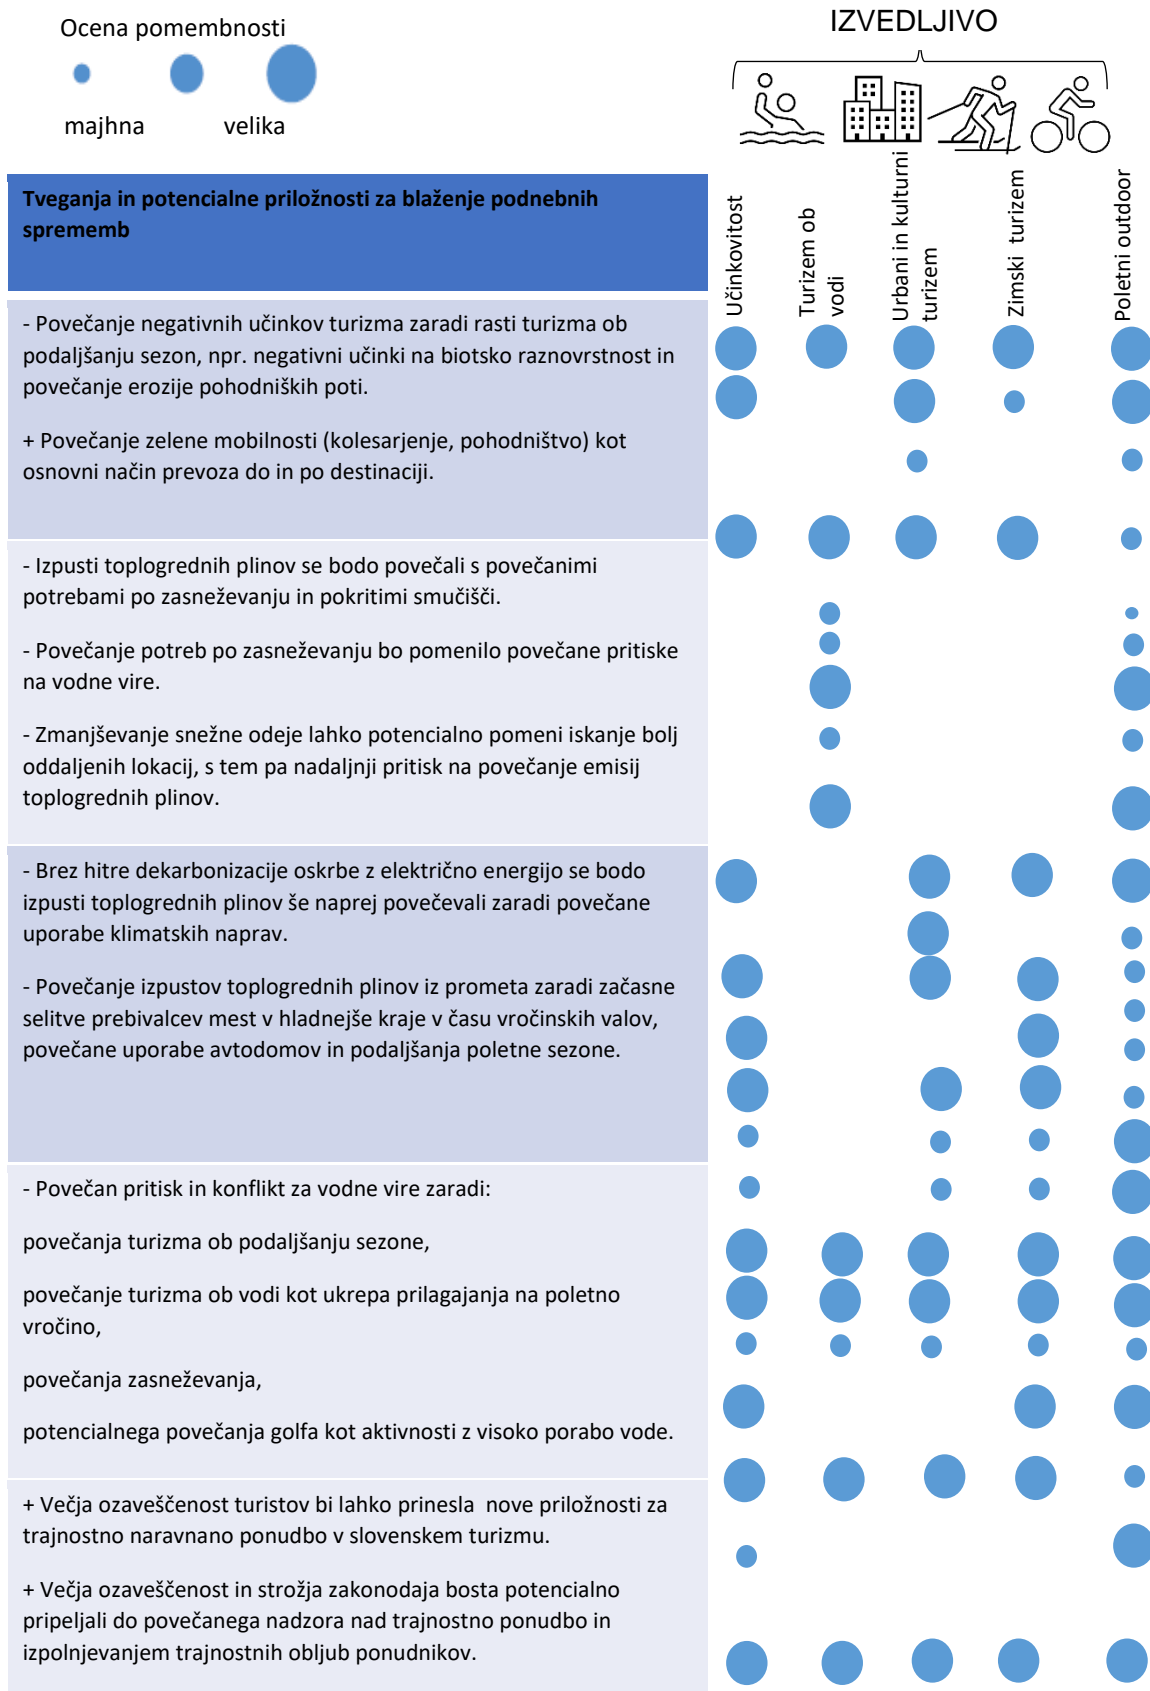 Ocena pomembnosti
majhna velika
IZVEDLJIVO
Učinkovitost
Turizem ob
vodi
Urbani in kulturni
turizem
Zimski turizem
Poletni outdoor
Tveganja in potencialne priložnosti za blaženje podnebnih
sprememb
- Povečanje negativnih učinkov turizma zaradi rasti turizma ob
podaljšanju sezon, npr. negativni učinki na biotsko raznovrstnost in
povečanje erozije pohodniških poti.
+ Povečanje zelene mobilnosti (kolesarjenje, pohodništvo) kot
osnovni način prevoza do in po destinaciji.
- Izpusti toplogrednih plinov se bodo povečali s povečanimi
potrebami po zasneževanju in pokritimi smučišči.
- Povečanje potreb po zasneževanju bo pomenilo povečane pritiske
na vodne vire.
- Zmanjševanje snežne odeje lahko potencialno pomeni iskanje bolj
oddaljenih lokacij, s tem pa nadaljnji pritisk na povečanje emisij
toplogrednih plinov.
- Brez hitre dekarbonizacije oskrbe z električno energijo se bodo
izpusti toplogrednih plinov še naprej povečevali zaradi povečane
uporabe klimatskih naprav.
- Povečanje izpustov toplogrednih plinov iz prometa zaradi začasne
selitve prebivalcev mest v hladnejše kraje v času vročinskih valov,
povečane uporabe avtodomov in podaljšanja poletne sezone.
- Povečan pritisk in konflikt za vodne vire zaradi:
povečanja turizma ob podaljšanju sezone,
povečanje turizma ob vodi kot ukrepa prilagajanja na poletno
vročino,
povečanja zasneževanja,
potencialnega povečanja golfa kot aktivnosti z visoko porabo vode.
+ Večja ozaveščenost turistov bi lahko prinesla nove priložnosti za
trajnostno naravnano ponudbo v slovenskem turizmu.
+ Večja ozaveščenost in strožja zakonodaja bosta potencialno
pripeljali do povečanega nadzora nad trajnostno ponudbo in
izpolnjevanjem trajnostnih obljub ponudnikov.